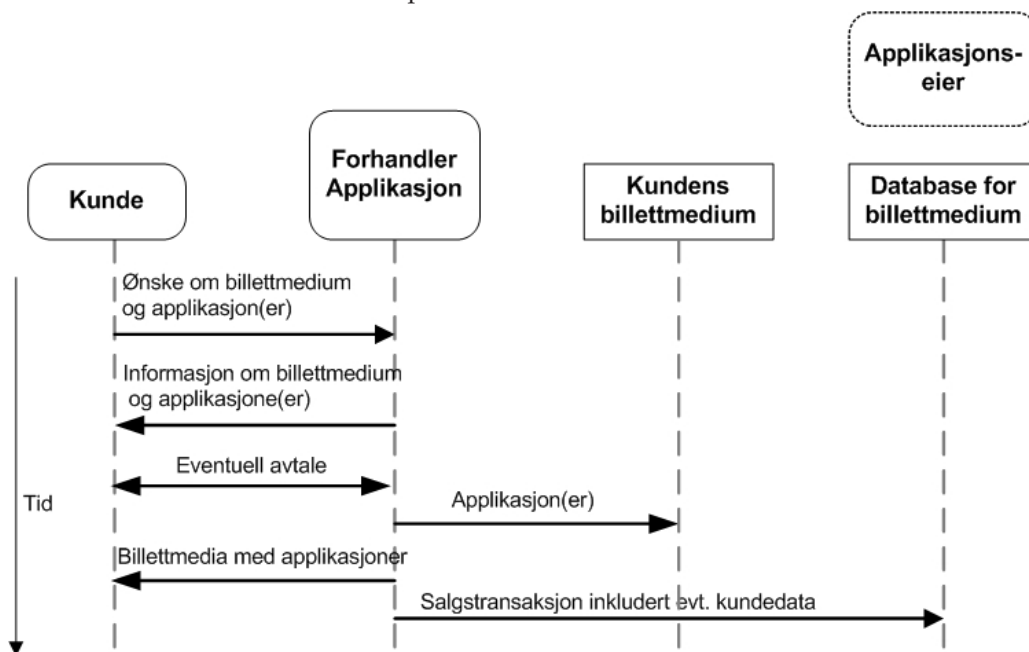 Applikasjons-
eier
Forhandler
Applikasjon
Kunde
Kundens
billettmedium
Database for
billettmedium
Ønske om billettmedium
og applikasjon(er)
Informasjon om billettmedium
og applikasjone(er)
Eventuell avtale
Tid
Applikasjon(er)
Billettmedia med applikasjoner
Salgstransaksjon inkludert evt. kundedata